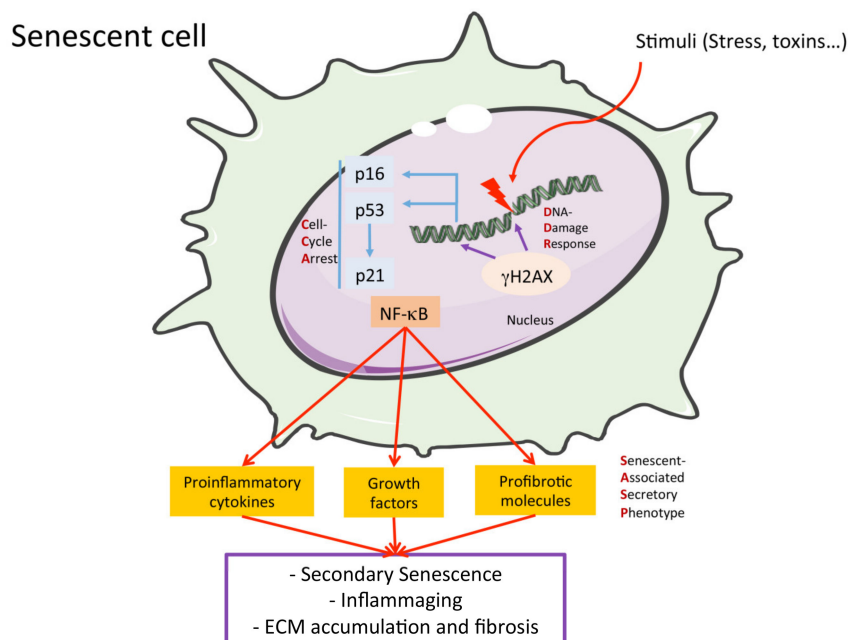 Senescent cell
Stimuli (Stress, toxins...)
p16
p53
p21
Cell-
Cycle
Arrest
DNA-
Damage
Response
γH2AX
NF-κB
Nucleus
Proinflammatory
cytokines
Growth
factors
Profibrotic
molecules
Senescent-
Associated
Secretory
Phenotype
- Secondary Senescence
- Inflammaging
- ECM accumulation and fibrosis